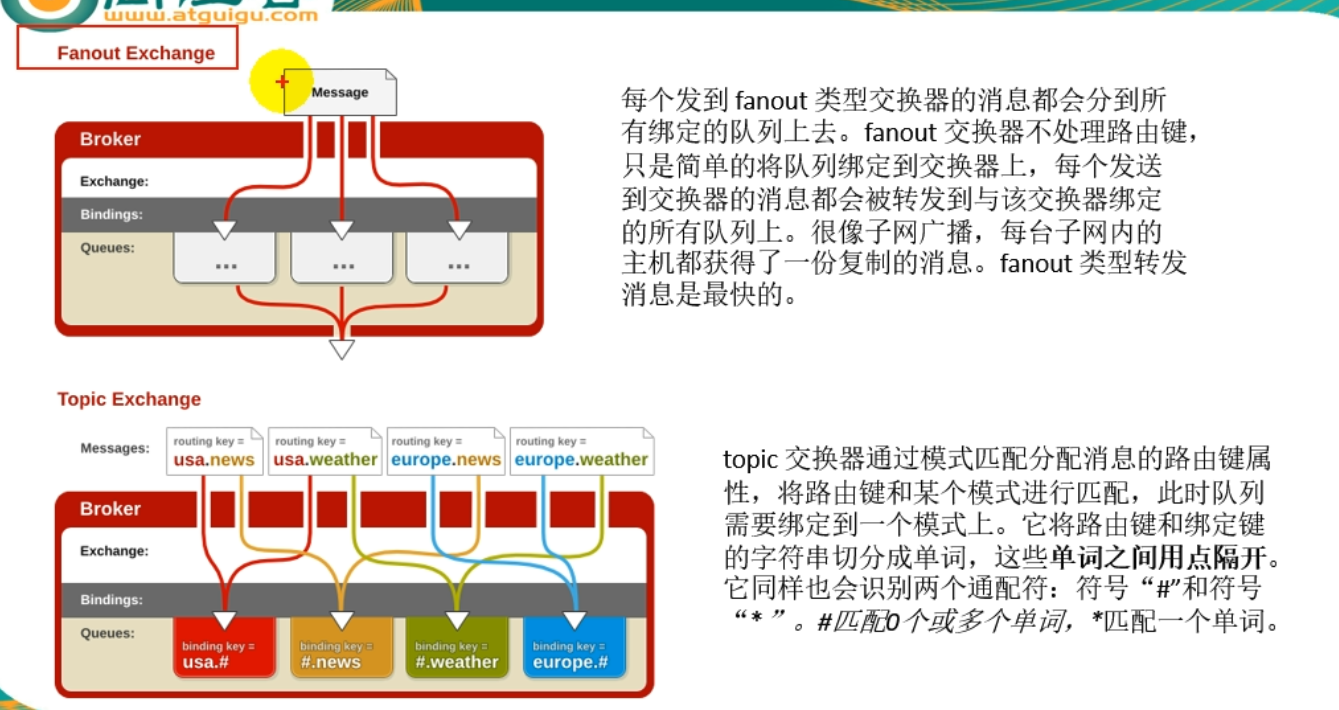 www.atguigu.com
Fanout Exchange
Message
Broker
Exchange:
Bindings:
Queues:
...
...
...
每个发到 fanout 类型交换器的消息都会分到所
有绑定的队列上去。fanout 交换器不处理路由键，
只是简单的将队列绑定到交换器上，每个发送
到交换器的消息都会被转发到与该交换器绑定
的所有队列上。很像子网广播，每台子网内的
主机都获得了一份复制的消息。fanout 类型转发
消息是最快的。
Topic Exchange
Messages:
routing key =
usa.news
routing key =
usa.weather
routing key =
europe.news
routing key =
europe.weather
Broker
Exchange:
Bindings:
Queues:
binding key =
usa.#
binding key =
#.news
binding key =
#.weather
binding key =
europe.#
topic 交换器通过模式匹配分配消息的路由键属
性，将路由键和某个模式进行匹配，此时队列
需要绑定到一个模式上。它将路由键和绑定键
的字符串切分成单词，这些单词之间用点隔开。
它同样也会识别两个通配符：符号“#”和符号
“*”。#匹配0个或多个单词，*匹配一个单词。